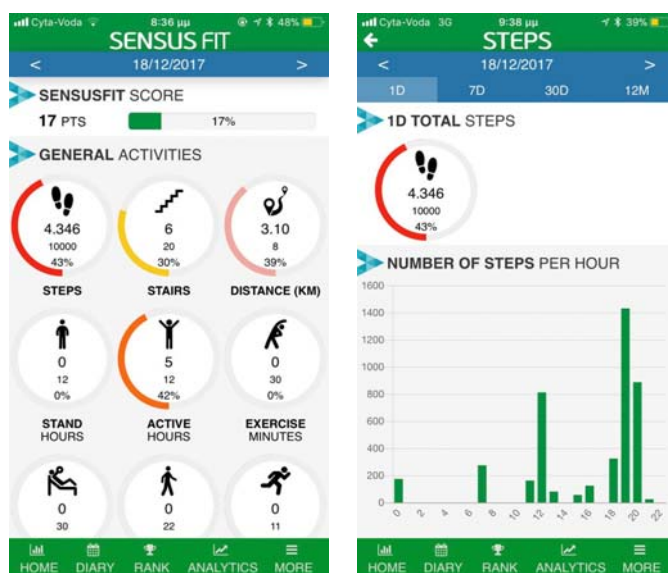 Cyta-Voda 8:36 μμ 48%
SENSUS FIT
< 18/12/2017 >
SENSUSFIT SCORE
17 PTS 17%
GENERAL ACTIVITIES
4.346 6 3.10
10000 20 8
43% 30% 39%
STEPS STAIRS DISTANCE (KM)
0 5 0
12 12 30
0% 42% 0%
STAND HOURS ACTIVE HOURS EXERCISE MINUTES
0 0 0
30 22 11
HOME DIARY RANK ANALYTICS MORE
Cyta-Voda 3G 9:38 μμ 39%
STEPS
< 18/12/2017 >
1D 7D 30D 12M
1D TOTAL STEPS
4.346
10000
43%
NUMBER OF STEPS PER HOUR
1600
1400
1200
1000
800
600
400
200
0
0 2 4 6 8 10 12 14 16 18 20 22
HOME DIARY RANK ANALYTICS MORE